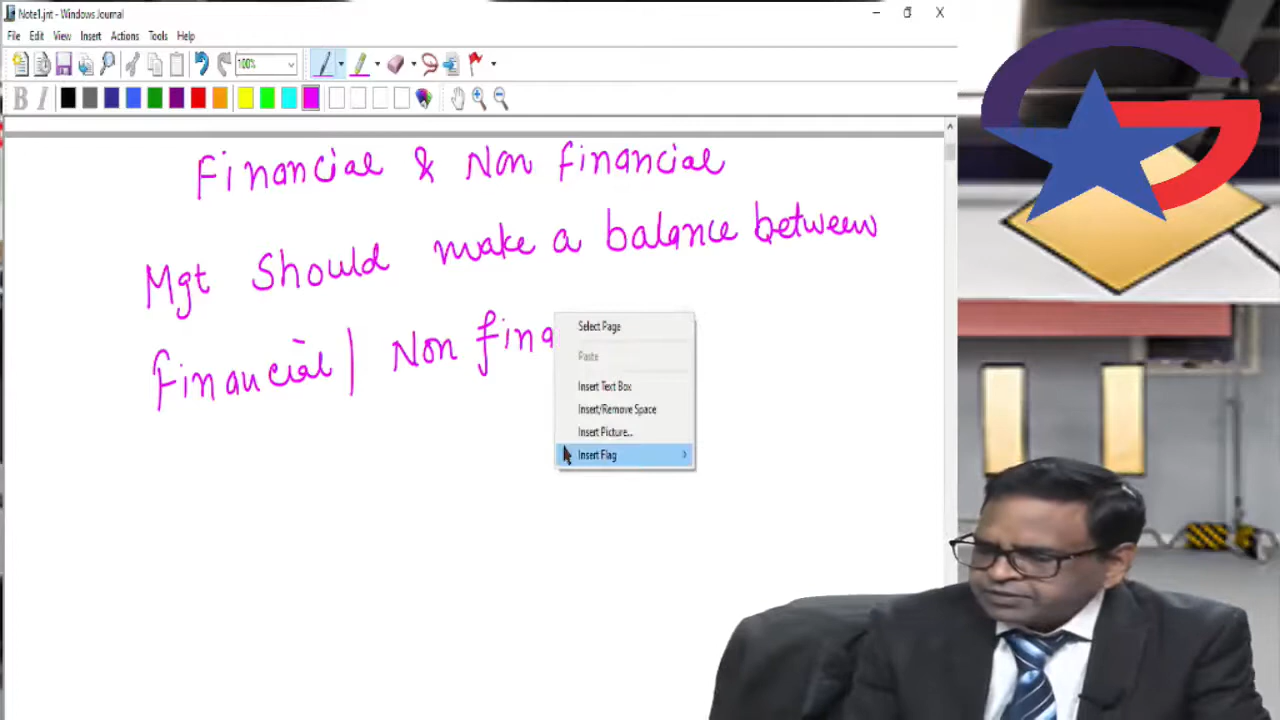 Note1.jnt - Windows Journal
File Edit View Insert Actions Tools Help
100%
B I
Financial & Non Financial
Mgt Should make a balance between
Financial | Non fina
Select Page
Paste
Insert Text Box
Insert/Remove Space
Insert Picture...
Insert Flag